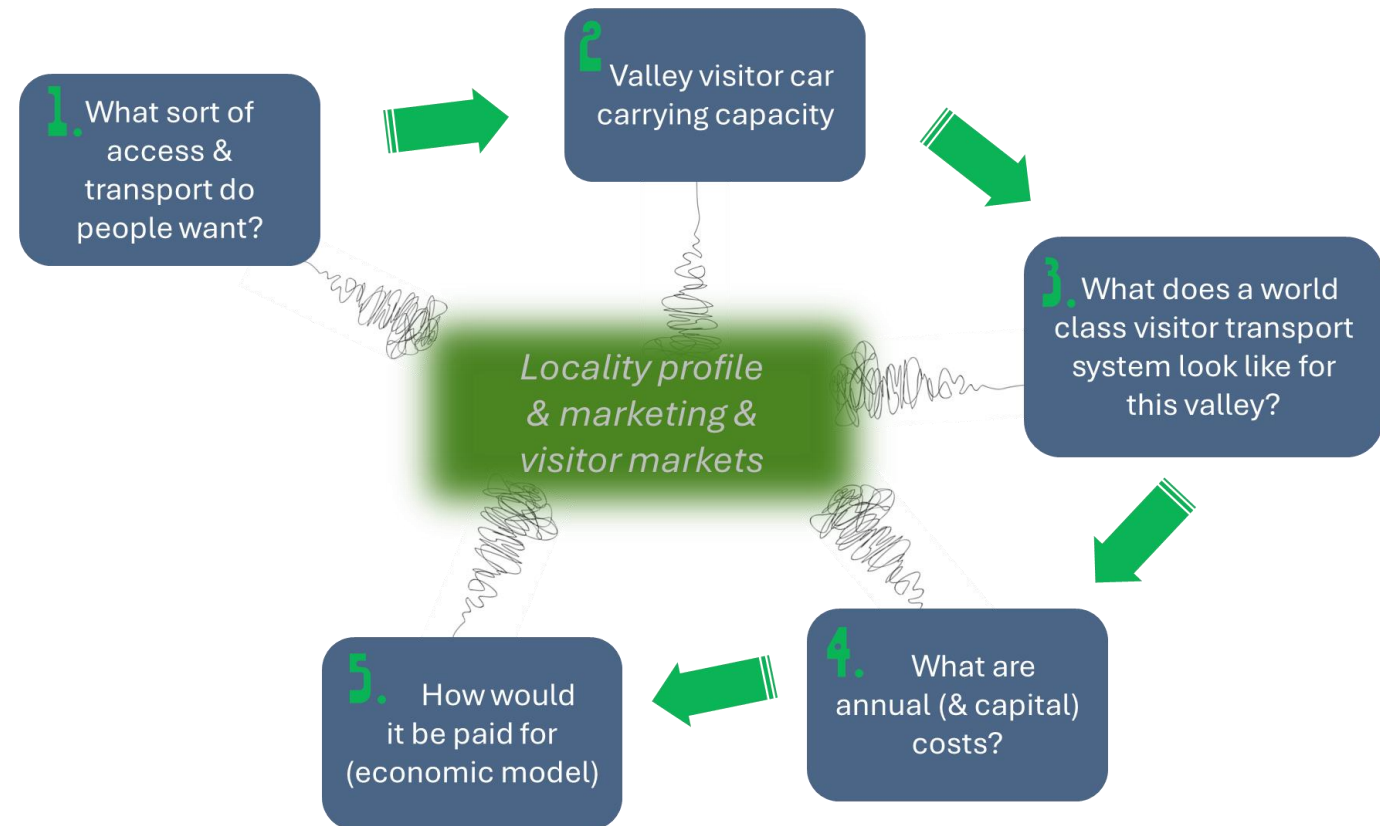 1. What sort of
access &
transport do
people want?
2 Valley visitor car
carrying capacity
3. What does a world
class visitor transport
system look like for
this valley?
4. What are
annual (& capital)
costs?
5. How would
it be paid for
(economic model)
Locality profile
& marketing &
visitor markets